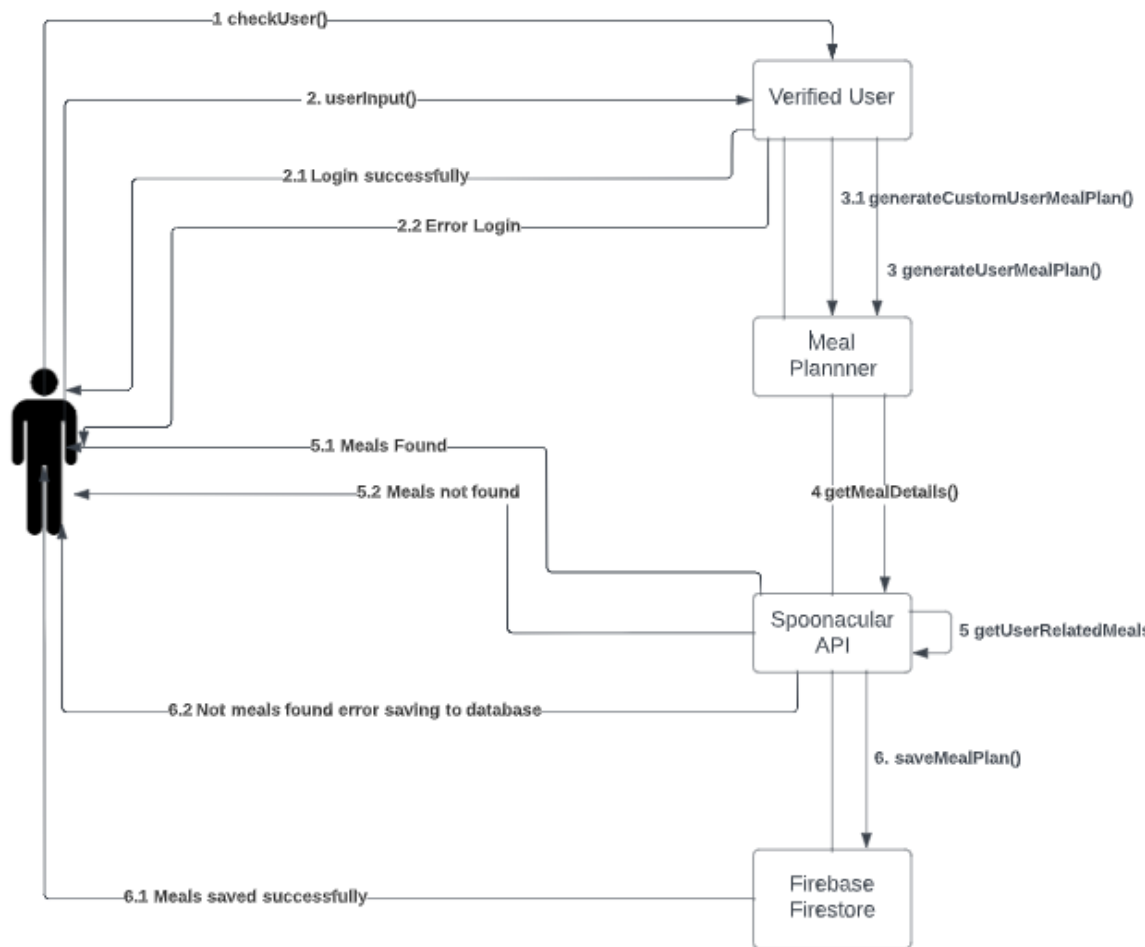 1 checkUser()
Verified User
2. userInput()
2.1 Login successfully
3.1 generateCustomUserMealPlan()
2.2 Error Login
3 generateUserMealPlan()
Meal
Plannner
5.1 Meals Found
5.2 Meals not found
4 getMealDetails()
Spoonacular
API
5 getUserRelatedMeals
6.2 Not meals found error saving to database
6. saveMealPlan()
Firebase
Firestore
6.1 Meals saved successfully